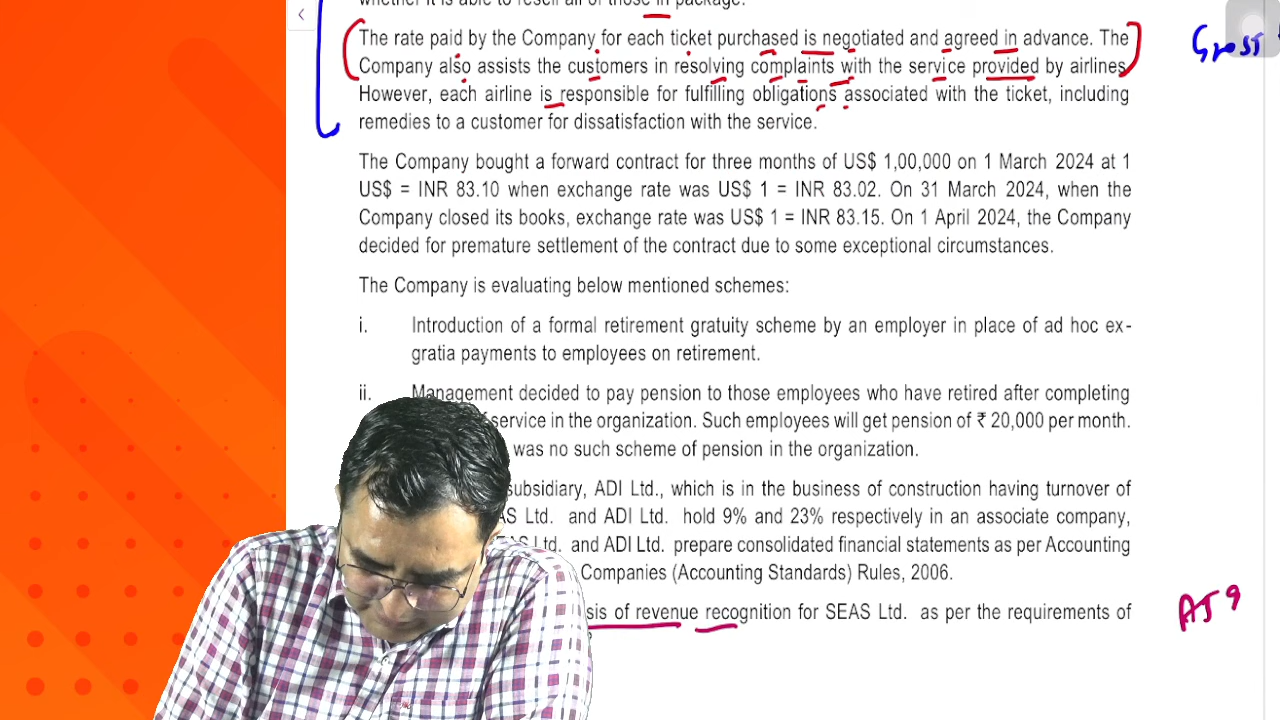 whether it is able to resell all of those in package.
The rate paid by the Company for each ticket purchased is negotiated and agreed in advance. The
Gross
Company also assists the customers in resolving complaints with the service provided by airlines.
However, each airline is responsible for fulfilling obligations associated with the ticket, including
remedies to a customer for dissatisfaction with the service.
The Company bought a forward contract for three months of US$ 1,00,000 on 1 March 2024 at 1
US$ = INR 83.10 when exchange rate was US$ 1 = INR 83.02. On 31 March 2024, when the
Company closed its books, exchange rate was US$ 1 = INR 83.15. On 1 April 2024, the Company
decided for premature settlement of the contract due to some exceptional circumstances.
The Company is evaluating below mentioned schemes:
i. Introduction of a formal retirement gratuity scheme by an employer in place of ad hoc ex-
gratia payments to employees on retirement.
ii. Management decided to pay pension to those employees who have retired after completing
service in the organization. Such employees will get pension of ₹ 20,000 per month.
was no such scheme of pension in the organization.
subsidiary, ADI Ltd., which is in the business of construction having turnover of
AS Ltd. and ADI Ltd. hold 9% and 23% respectively in an associate company,
Ltd. and ADI Ltd. prepare consolidated financial statements as per Accounting
Companies (Accounting Standards) Rules, 2006.
sis of revenue recognition for SEAS Ltd. as per the requirements of
AS 9